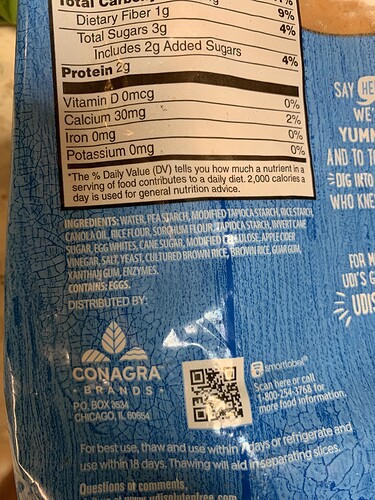 Total Carb
Dietary Fiber 1g 9%
Total Sugars 3g 4%
Includes 2g Added Sugars 4%
Protein 2g
Vitamin D 0mcg 0%
Calcium 30mg 2%
Iron 0mg 0%
Potassium 0mg 0%
*The % Daily Value (DV) tells you how much a nutrient in a
serving of food contributes to a daily diet. 2,000 calories a
day is used for general nutrition advice.
INGREDIENTS: WATER, PEA STARCH, MODIFIED TAPIOCA STARCH, RICE STARCH,
CANOLA OIL, RICE FLOUR, SORGHUM FLOUR, TAPIOCA STARCH, INVERT CANE
SUGAR, EGG WHITES, CANE SUGAR, MODIFIED CELLULOSE, APPLE CIDER
VINEGAR, SALT, YEAST, CULTURED BROWN RICE, BROWN RICE, GUAR GUM,
XANTHAN GUM, ENZYMES.
CONTAINS: EGGS.
DISTRIBUTED BY:
CONAGRA
·BRANDS·
P.O. BOX 3534
CHICAGO, IL 60654
smartlabel
Scan here or call
1-800-254-3768 for
more food information.
For best use, thaw and use within 7 days or refrigerate and
use within 18 days. Thawing will aid in separating slices.
Questions or comments,
SAY
WE'
YUMM
AND TO T
DIG INTO
WHO KNE
FOR M
UDI'S G
UDIS